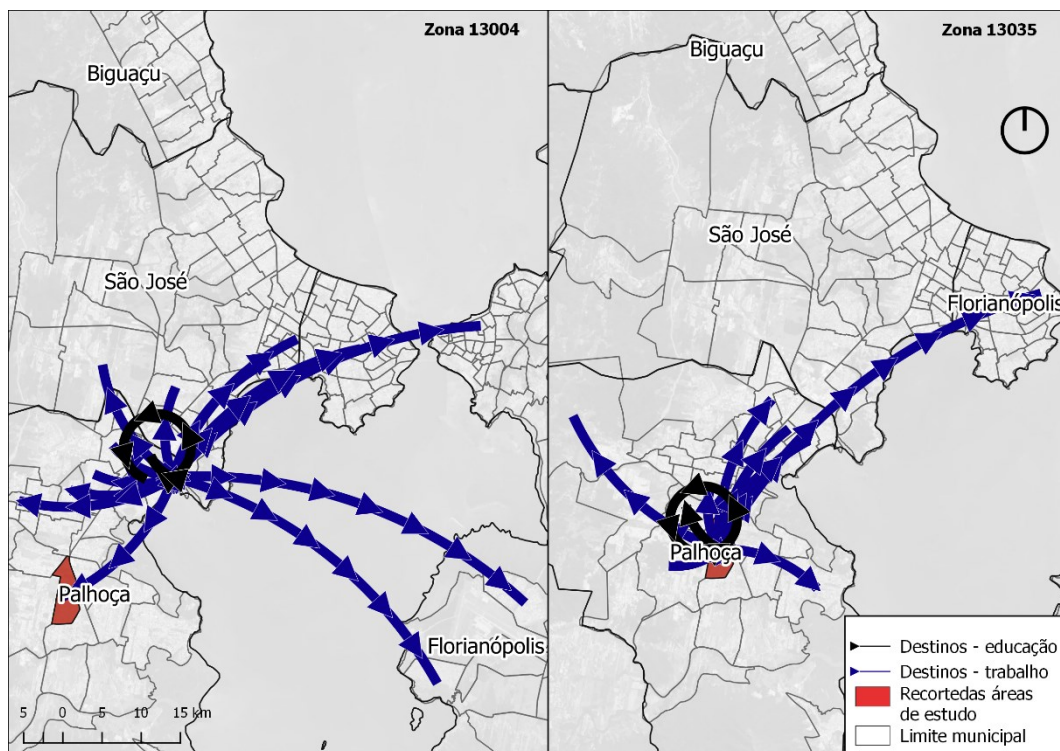 Zona 13004
Biguaçu
São José
Palhoça
Florianópolis
5 0 5 10 15 km
Zona 13035
Biguaçu
São José
Florianópolis
Palhoça
Destinos - educação
Destinos - trabalho
Recortedas áreas
de estudo
Limite municipal